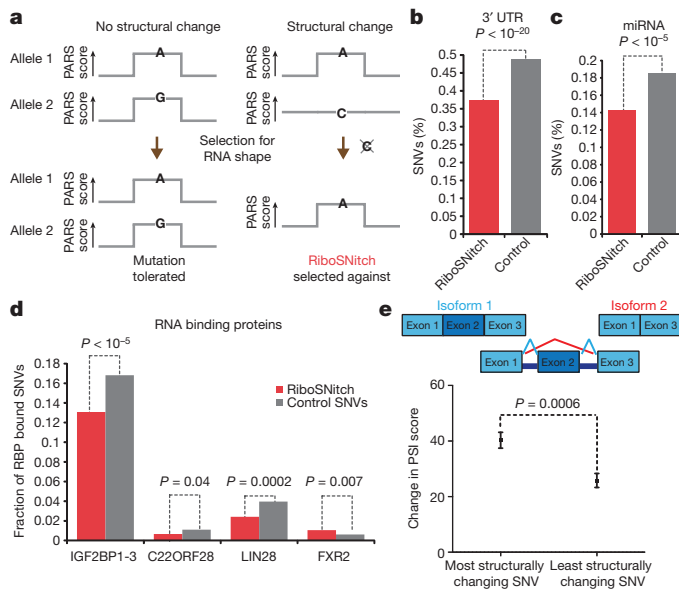 a
No structural change
Structural change
Allele 1
PARS
score
A
PARS
score
A
Allele 2
PARS
score
G
PARS
score
C
Selection for
RNA shape
C
Allele 1
PARS
score
A
PARS
score
A
Allele 2
PARS
score
G
Mutation
tolerated
RiboSNitch
selected against
b
3′ UTR
P < 10⁻²⁰
SNVs (%)
0.5
0.45
0.4
0.35
0.3
0.25
0.2
0.15
0.1
0.05
0
RiboSNitch
Control
c
miRNA
P < 10⁻⁵
SNVs (%)
0.2
0.18
0.16
0.14
0.12
0.1
0.08
0.06
0.04
0.02
0
RiboSNitch
Control
d
RNA binding proteins
Fraction of RBP bound SNVs
0.18
0.16
0.14
0.12
0.1
0.08
0.06
0.04
0.02
0
P < 10⁻⁵
P = 0.04
P = 0.0002
P = 0.007
RiboSNitch
Control SNVs
IGF2BP1-3
C22ORF28
LIN28
FXR2
e
Isoform 1
Isoform 2
Exon 1 Exon 2 Exon 3
Exon 1 Exon 3
Exon 1 Exon 2 Exon 3
Change in PSI score
60
40
20
0
P = 0.0006
Most structurally
changing SNV
Least structurally
changing SNV